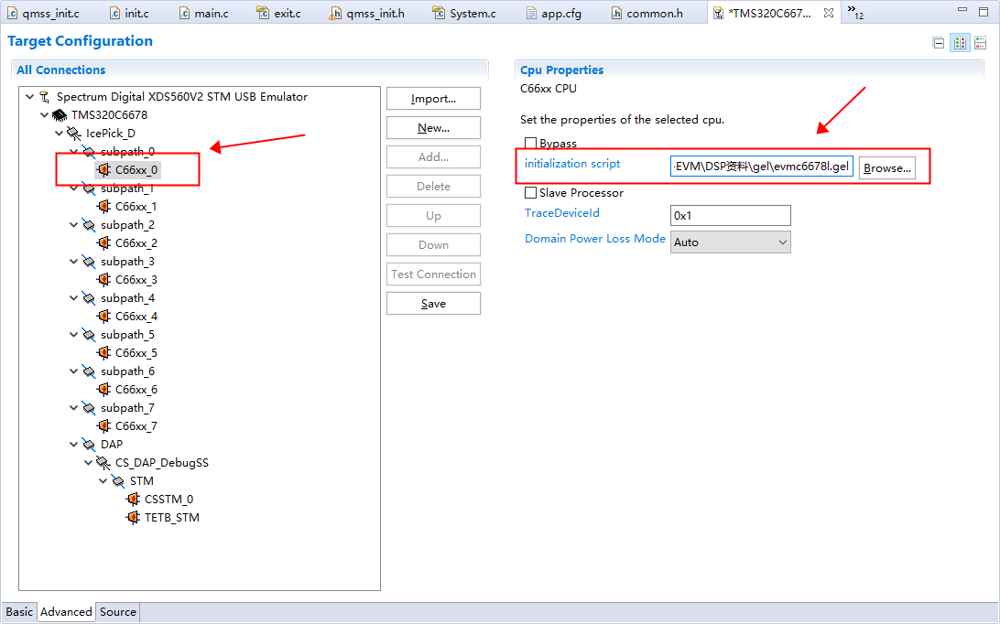 qmss_init.c
init.c
main.c
exit.c
qmss_init.h
System.c
app.cfg
common.h
*TMS320C667...
»12
Target Configuration
All Connections
Spectrum Digital XDS560V2 STM USB Emulator
TMS320C6678
IcePick_D
subpath_0
C66xx_0
subpath_1
C66xx_1
subpath_2
C66xx_2
subpath_3
C66xx_3
subpath_4
C66xx_4
subpath_5
C66xx_5
subpath_6
C66xx_6
subpath_7
C66xx_7
DAP
CS_DAP_DebugSS
STM
CSSTM_0
TETB_STM
Import...
New...
Add...
Delete
Up
Down
Test Connection
Save
Cpu Properties
C66xx CPU
Set the properties of the selected cpu.
Bypass
initialization script
-EVM\DSP资料\gel\evmc6678l.gel
Browse...
Slave Processor
TraceDeviceId
0x1
Domain Power Loss Mode
Auto
Basic
Advanced
Source